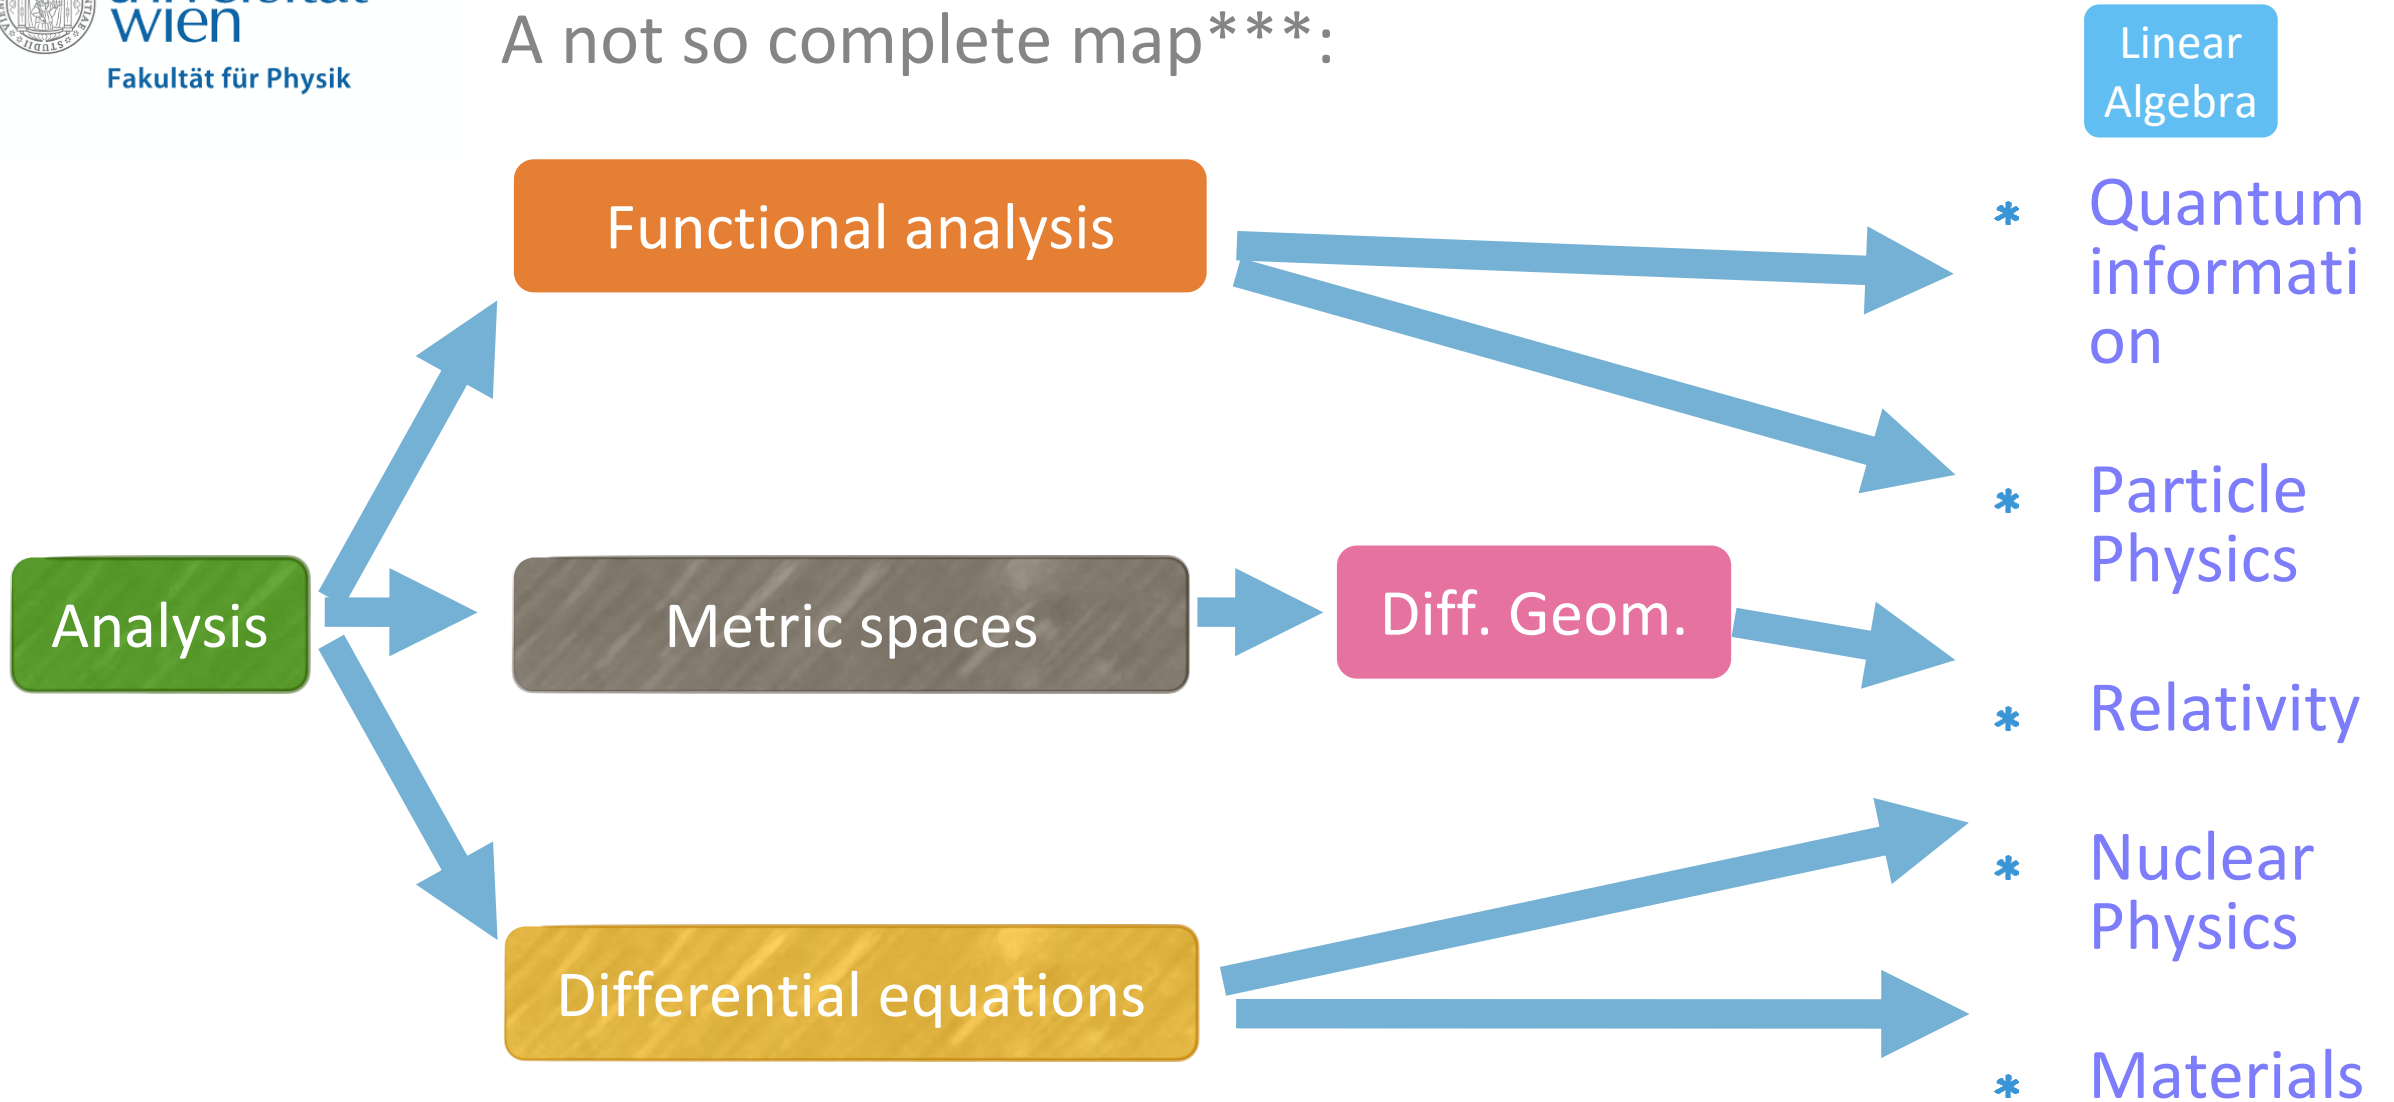 wien
Fakultät für Physik
A not so complete map***:
Linear
Algebra
Functional analysis
* Quantum
informati
on
* Particle
Physics
Analysis
Metric spaces
Diff. Geom.
* Relativity
* Nuclear
Physics
Differential equations
* Materials